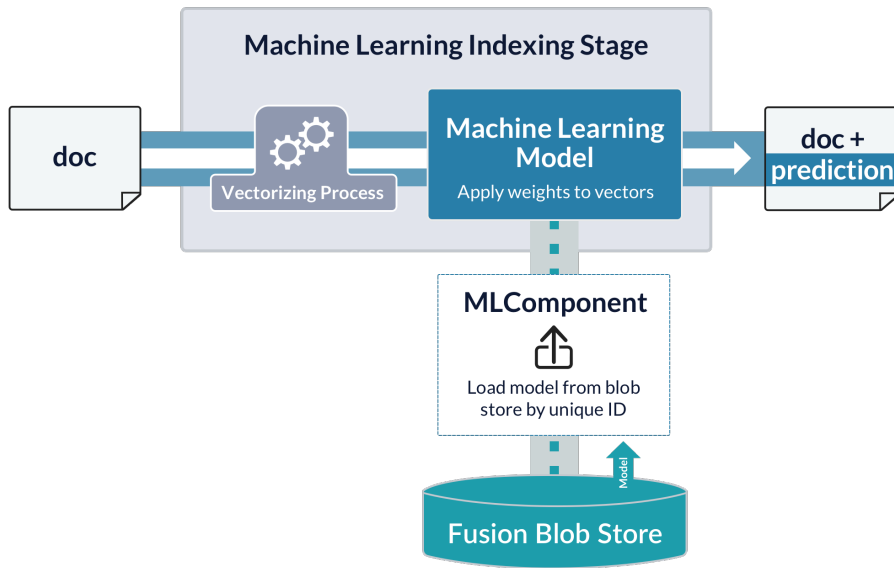 Machine Learning Indexing Stage
doc
Vectorizing Process
Machine Learning
Model
Apply weights to vectors
doc +
prediction
MLComponent
Load model from blob
store by unique ID
Model
Fusion Blob Store